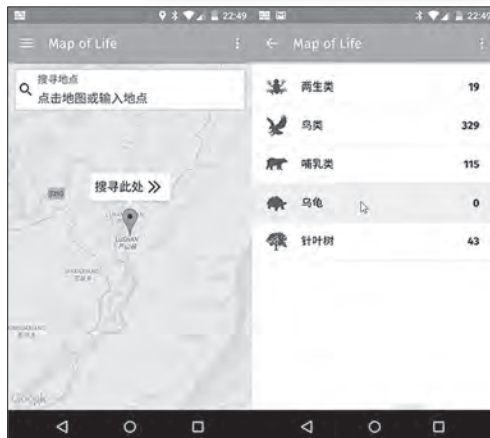 22:49
Map of Life
搜寻地点
点击地图或输入地点
搜寻此处
LUSHAN
Google
22:49
Map of Life
两生类 19
鸟类 329
哺乳类 115
乌龟 0
针叶树 43